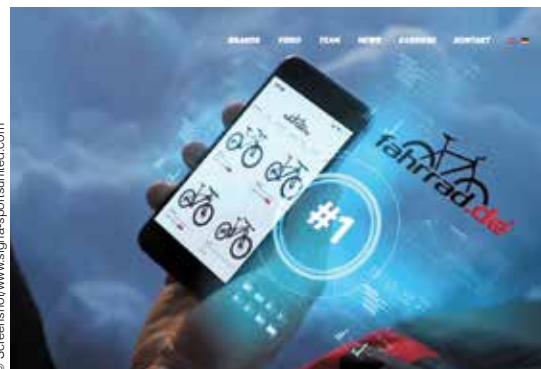 BRANDS VIDEO TEAM NEWS KARRIERE KONTAKT
fahrrad.de
#1
© Screenshot/www.signa-sportsunited.com